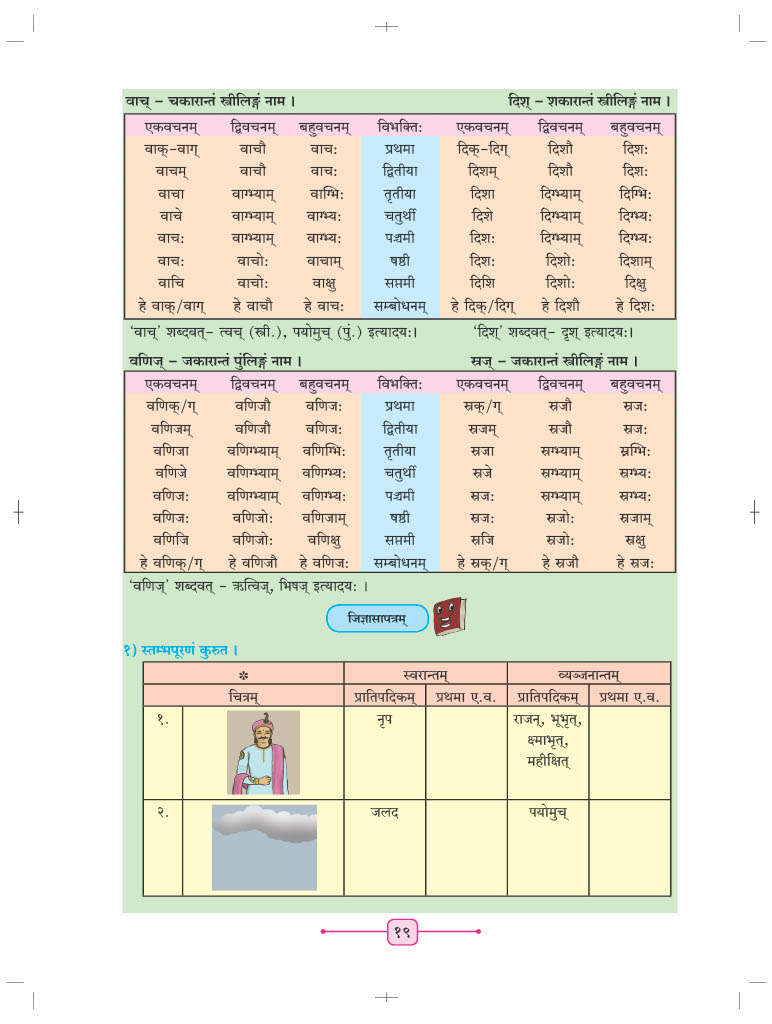 वाच् – चकारान्तं स्त्रीलिङ्गं नाम । दिश् – शकारान्तं स्त्रीलिङ्गं नाम ।
एकवचनम् द्विवचनम् बहुवचनम् विभक्ति: एकवचनम् द्विवचनम् बहुवचनम्
वाक्-वाग् वाचौ वाच: प्रथमा दिक्-दिग् दिशौ दिश:
वाचम् वाचौ वाच: द्वितीया दिशम् दिशौ दिश:
वाचा वाग्भ्याम् वाग्भि: तृतीया दिशा दिग्भ्याम् दिग्भि:
वाचे वाग्भ्याम् वाग्भ्य: चतुर्थी दिशे दिग्भ्याम् दिग्भ्य:
वाच: वाग्भ्याम् वाग्भ्य: पञ्चमी दिश: दिग्भ्याम् दिग्भ्य:
वाच: वाचो: वाचाम् षष्ठी दिश: दिशो: दिशाम्
वाचि वाचो: वाक्षु सप्तमी दिशि दिशो: दिक्षु
हे वाक्/वाग् हे वाचौ हे वाच: सम्बोधनम् हे दिक्/दिग् हे दिशौ हे दिश:
‘वाच्’ शब्दवत्– त्वच् (स्त्री.), पयोमुच् (पुं.) इत्यादय:। ‘दिश्’ शब्दवत्– दृश् इत्यादय:।
वणिज् – जकारान्तं पुंलिङ्गं नाम । स्रज् – जकारान्तं स्त्रीलिङ्गं नाम ।
एकवचनम् द्विवचनम् बहुवचनम् विभक्ति: एकवचनम् द्विवचनम् बहुवचनम्
वणिक्/ग् वणिजौ वणिज: प्रथमा स्रक्/ग् स्रजौ स्रज:
वणिजम् वणिजौ वणिज: द्वितीया स्रजम् स्रजौ स्रज:
वणिजा वणिग्भ्याम् वणिग्भि: तृतीया स्रजा स्रग्भ्याम् स्रग्भि:
वणिजे वणिग्भ्याम् वणिग्भ्य: चतुर्थी स्रजे स्रग्भ्याम् स्रग्भ्य:
वणिज: वणिग्भ्याम् वणिग्भ्य: पञ्चमी स्रज: स्रग्भ्याम् स्रग्भ्य:
वणिज: वणिजो: वणिजाम् षष्ठी स्रज: स्रजो: स्रजाम्
वणिजि वणिजो: वणिक्षु सप्तमी स्रजि स्रजो: स्रक्षु
हे वणिक्/ग् हे वणिजौ हे वणिज: सम्बोधनम् हे स्रक्/ग् हे स्रजौ हे स्रज:
‘वणिज्’ शब्दवत् – ऋत्विज्, भिषज् इत्यादय: ।
जिज्ञासापत्रम्
१) स्तम्भपूरणं कुरुत ।
* स्वरान्तम् व्यञ्जनान्तम्
चित्रम् प्रातिपदिकम् प्रथमा ए.व. प्रातिपदिकम् प्रथमा ए.व.
१. नृप राजन्, भूभृत्,
क्ष्माभृत्,
महीक्षित्
२. जलद पयोमुच्
१९